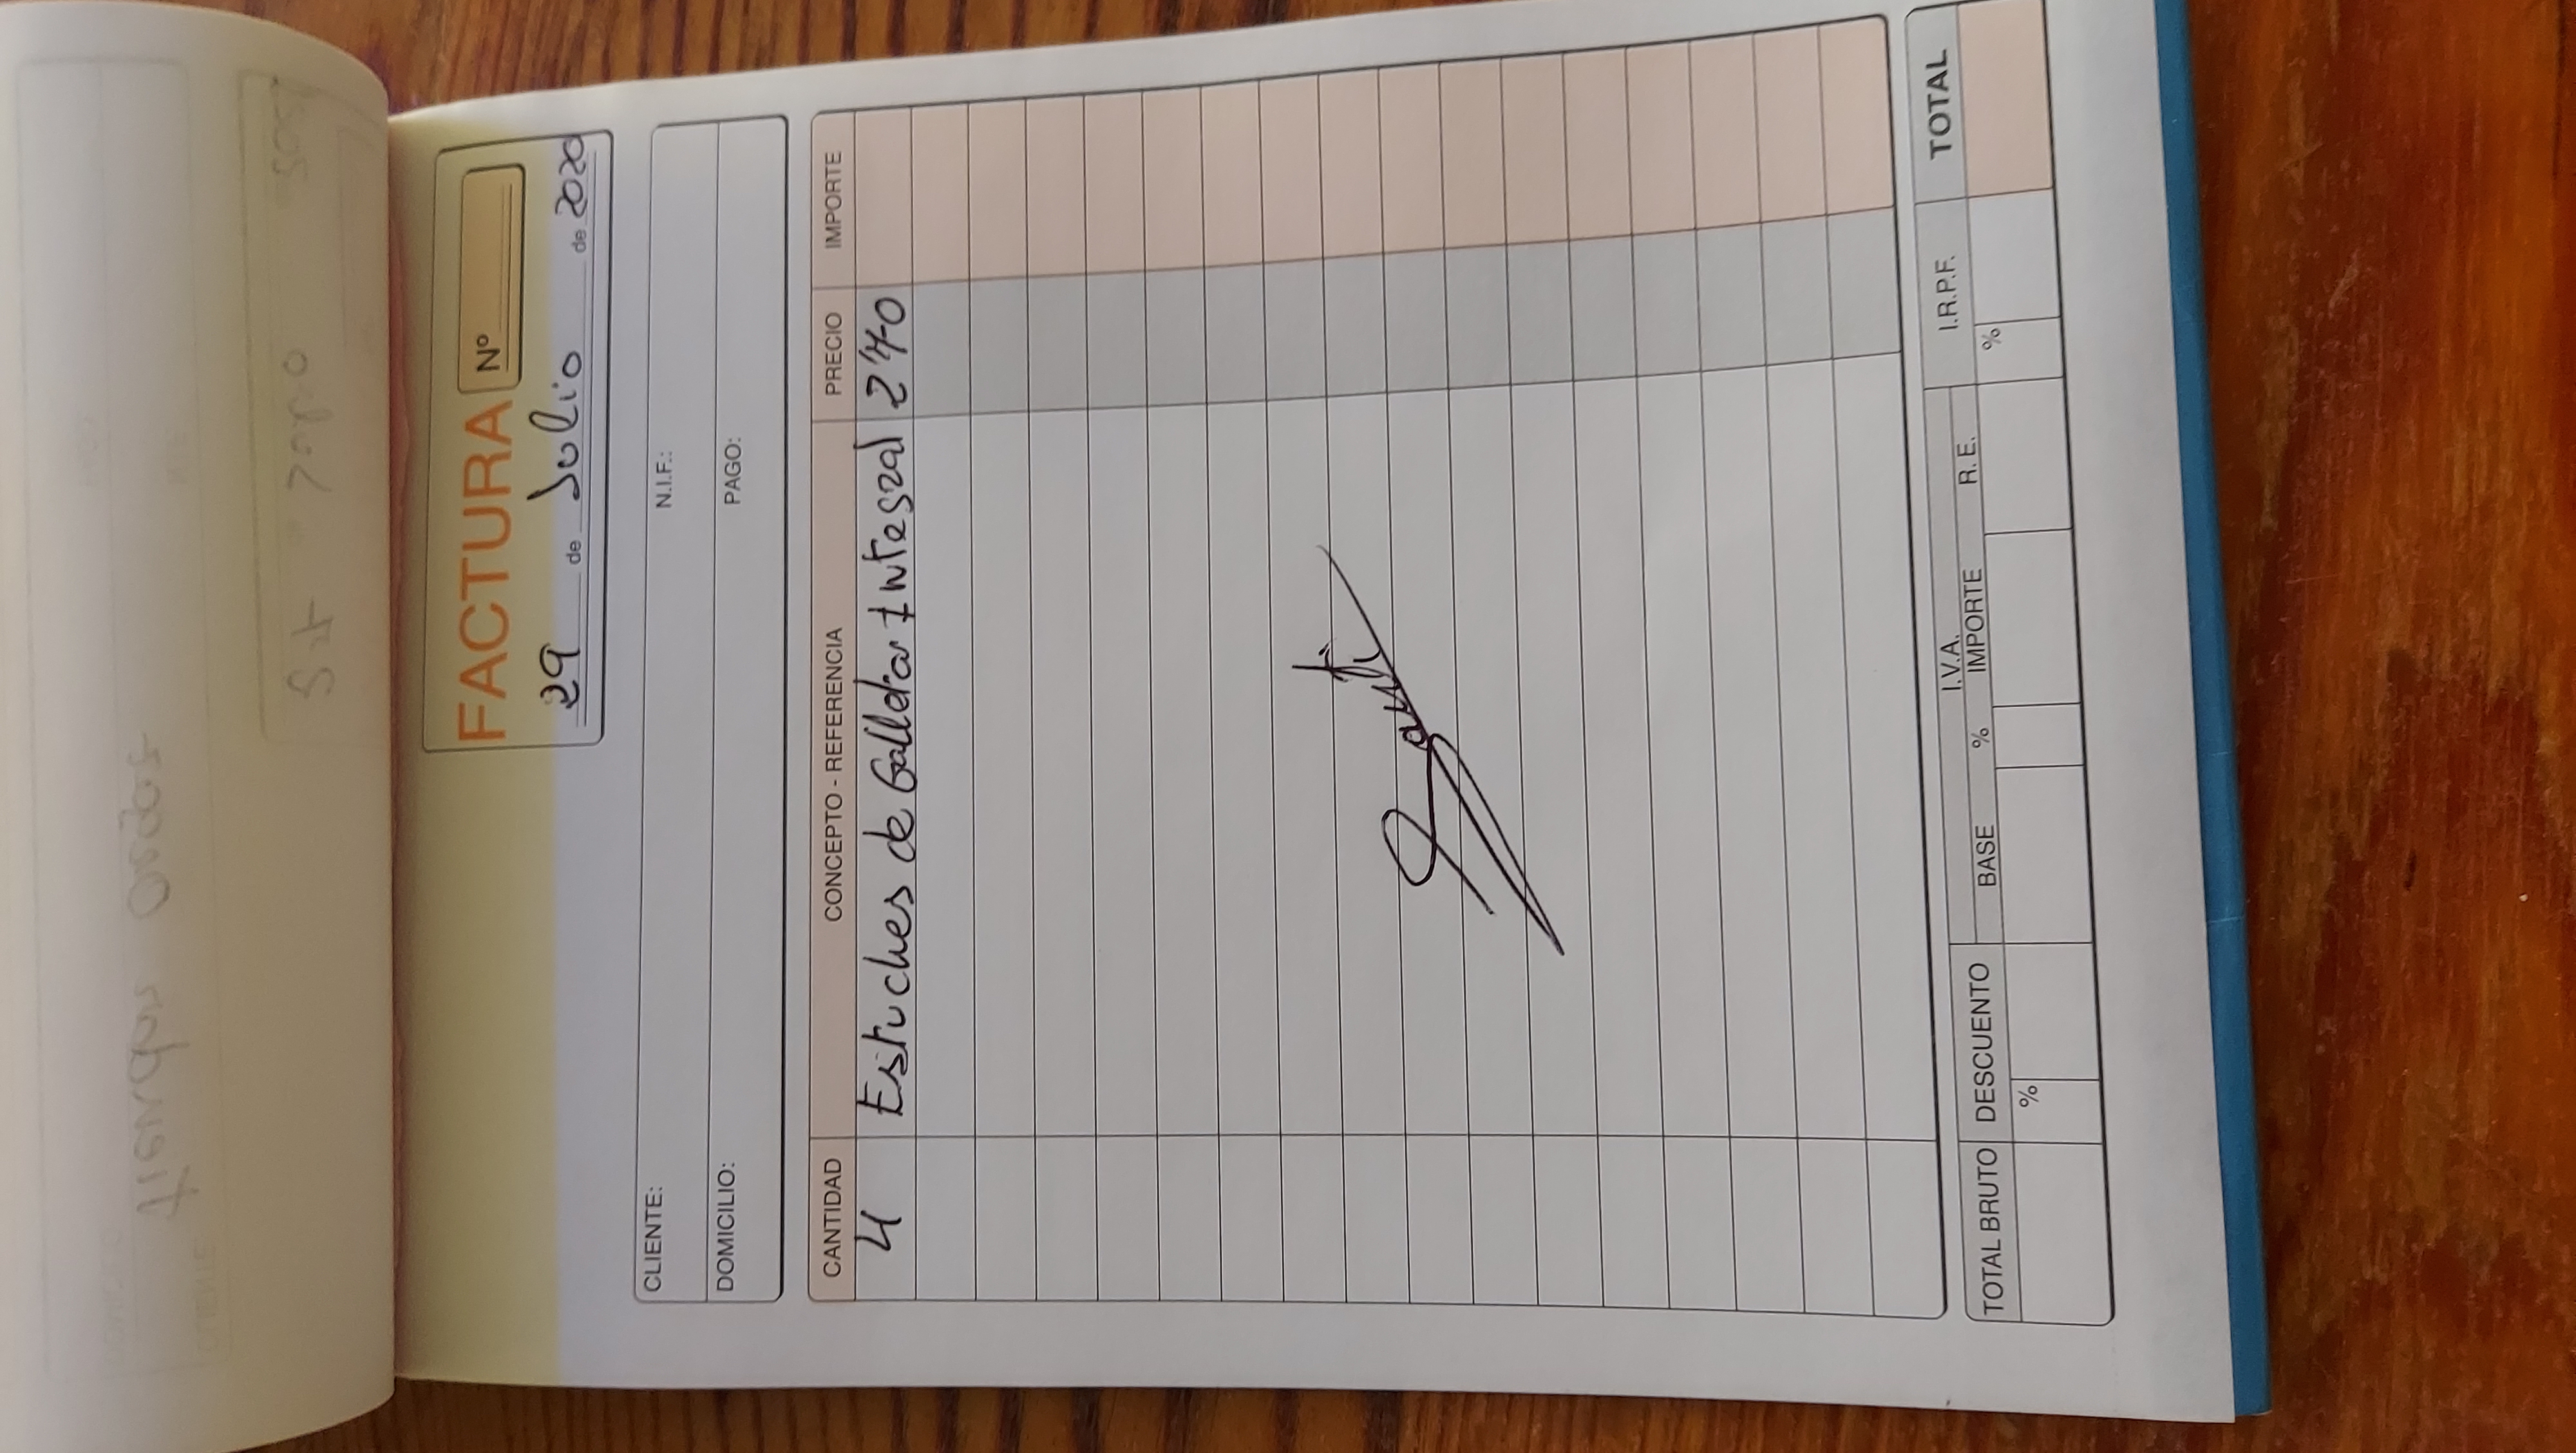 FACTURA Nº
29 de Julio de 2020
CLIENTE: N.I.F.:
DOMICILIO: PAGO:
CANTIDAD CONCEPTO - REFERENCIA PRECIO IMPORTE
4 Estuches de Galletas integral 2'70
TOTAL BRUTO DESCUENTO I.V.A. I.R.P.F. TOTAL
% BASE % IMPORTE R.E. %